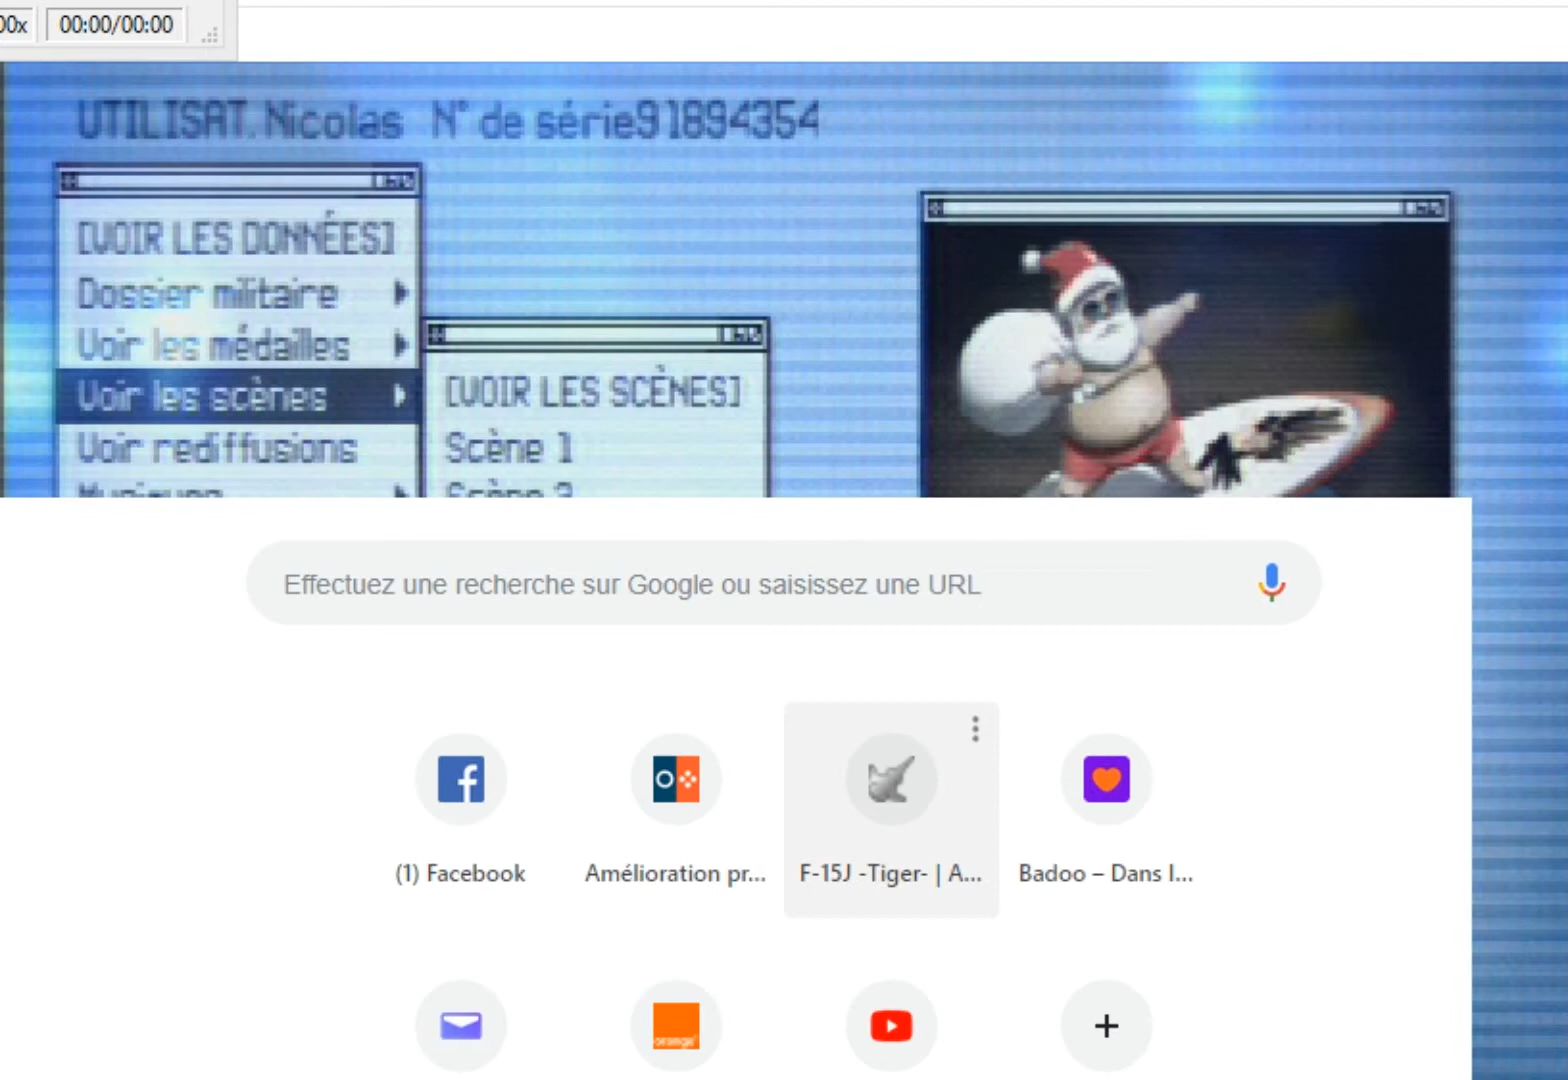 00x 00:00/00:00
UTILISAT. Nicolas N° de série91894354
[VOIR LES DONNÉES]
Dossier militaire
Voir les médailles
Voir les scènes
Voir rediffusions
[VOIR LES SCÈNES]
Scène 1
Effectuez une recherche sur Google ou saisissez une URL
(1) Facebook
Amélioration pr...
F-15J -Tiger- | A...
Badoo – Dans l...
orange